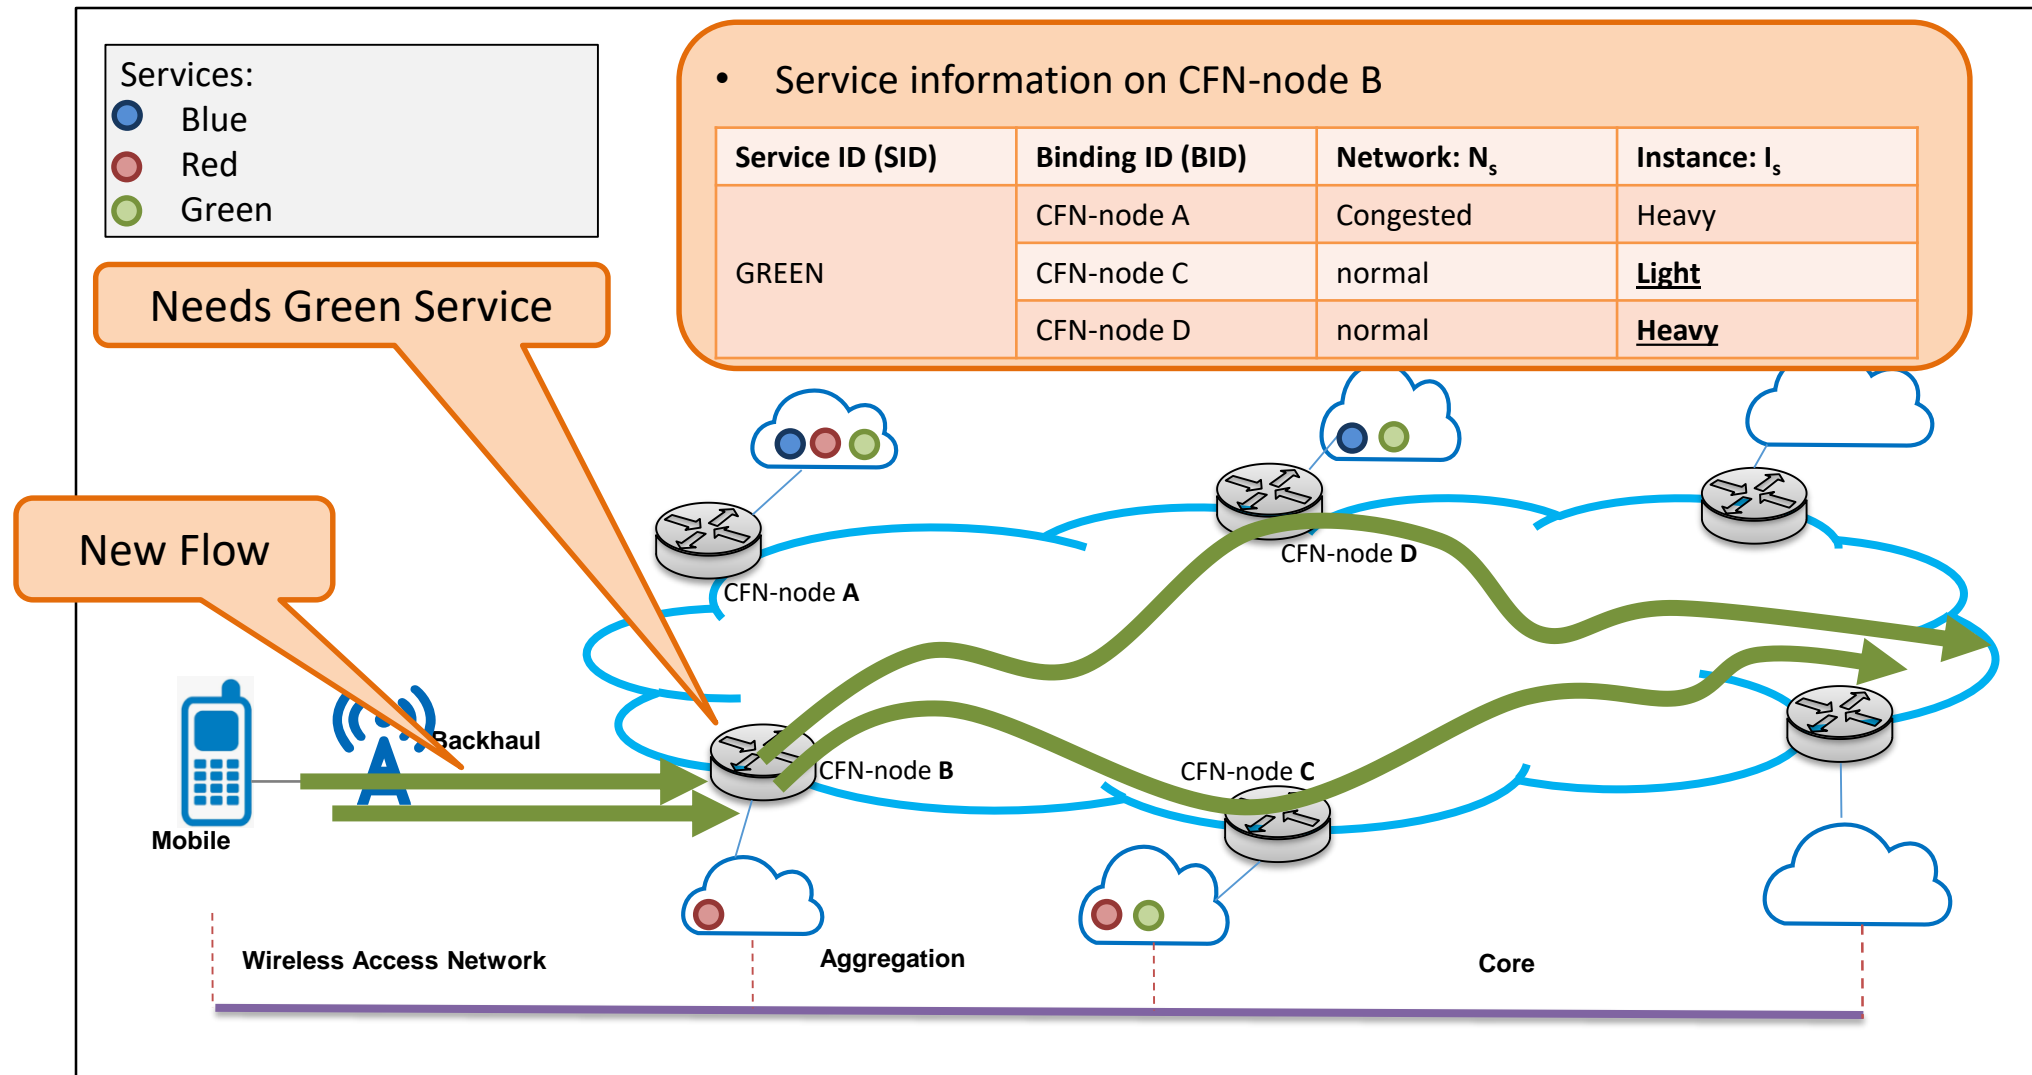 Services:
Blue
Red
Green
• Service information on CFN-node B
Service ID (SID) Binding ID (BID) Network: Ns Instance: Is
CFN-node A Congested Heavy
GREEN CFN-node C normal Light
CFN-node D normal Heavy
Needs Green Service
New Flow
CFN-node D
CFN-node A
Backhaul
CFN-node B
CFN-node C
Mobile
Wireless Access Network
Aggregation
Core